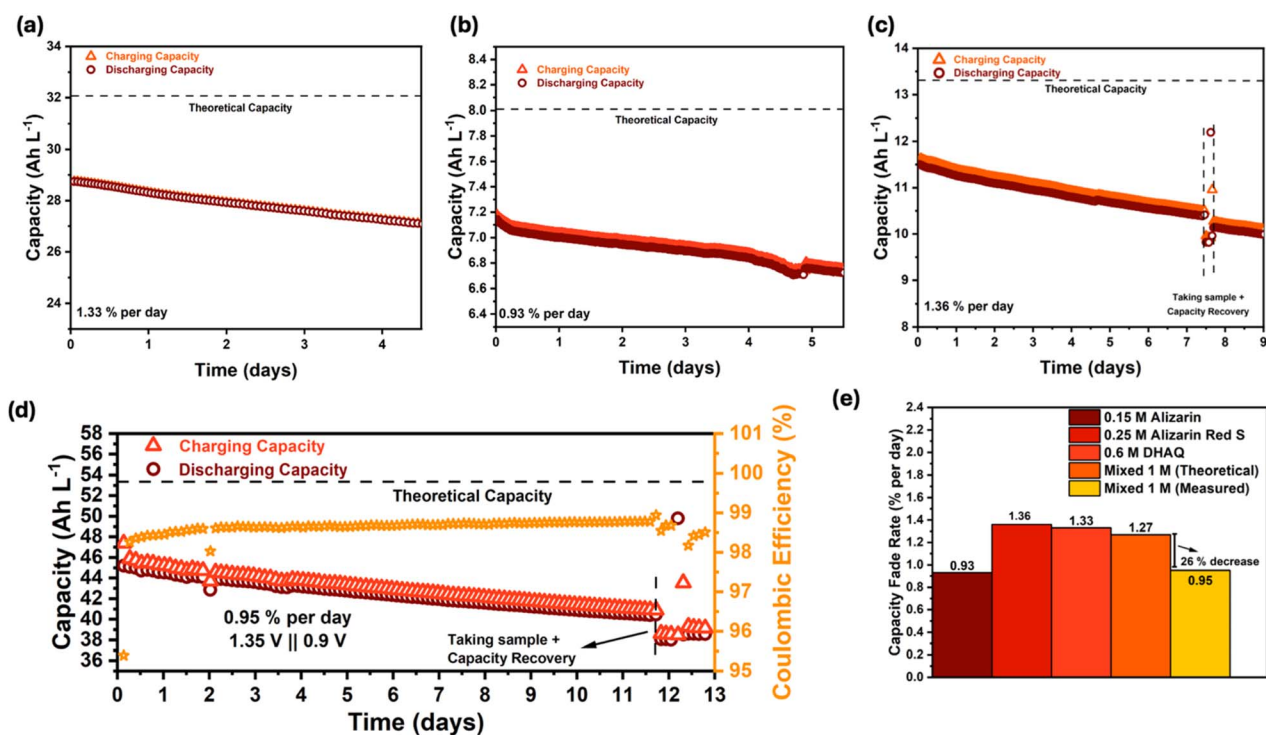 (a)
Charging Capacity
Discharging Capacity
Theoretical Capacity
36
34
32
30
28
26
24
Capacity (Ah L⁻¹)
1.33 % per day
0 1 2 3 4
Time (days)
(b)
Charging Capacity
Discharging Capacity
Theoretical Capacity
8.4
8.2
8.0
7.8
7.6
7.4
7.2
7.0
6.8
6.6
6.4
Capacity (Ah L⁻¹)
0.93 % per day
0 1 2 3 4 5
Time (days)
(c)
Charging Capacity
Discharging Capacity
Theoretical Capacity
14
13
12
11
10
9
8
Capacity (Ah L⁻¹)
Taking sample +
Capacity Recovery
1.36 % per day
0 1 2 3 4 5 6 7 8 9
Time (days)
(d)
Charging Capacity
Discharging Capacity
Theoretical Capacity
58
56
54
52
50
48
46
44
42
40
38
36
Capacity (Ah L⁻¹)
0.95 % per day
1.35 V || 0.9 V
Taking sample +
Capacity Recovery
101
100
99
98
97
96
95
Coulombic Efficiency (%)
0 1 2 3 4 5 6 7 8 9 10 11 12 13
Time (days)
(e)
2.4
2.2
2.0
1.8
1.6
1.4
1.2
1.0
0.8
0.6
0.4
0.2
0.0
Capacity Fade Rate (% per day)
0.15 M Alizarin
0.25 M Alizarin Red S
0.6 M DHAQ
Mixed 1 M (Theoretical)
Mixed 1 M (Measured)
0.93
1.36
1.33
1.27
26 % decrease
0.95